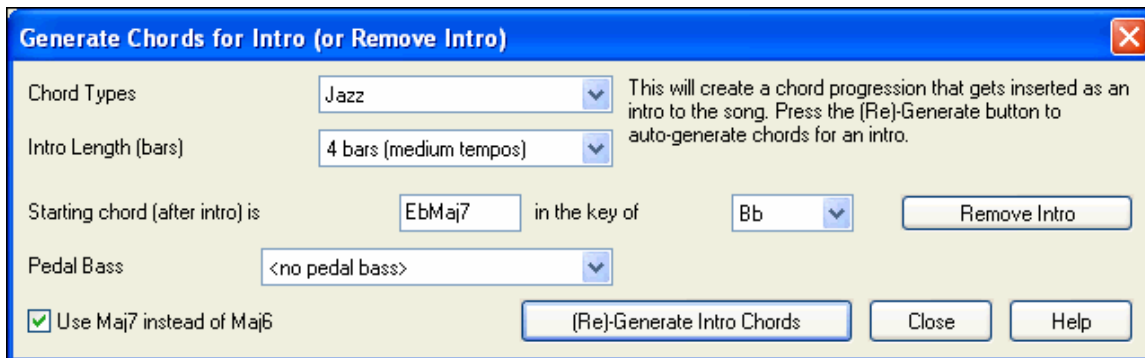 Generate Chords for Intro (or Remove Intro)
Chord Types
Jazz
This will create a chord progression that gets inserted as an
intro to the song. Press the (Re)-Generate button to
auto-generate chords for an intro.
Intro Length (bars)
4 bars (medium tempos)
Starting chord (after intro) is
EbMaj7
in the key of
Bb
Remove Intro
Pedal Bass
<no pedal bass>
Use Maj7 instead of Maj6
(Re)-Generate Intro Chords
Close
Help